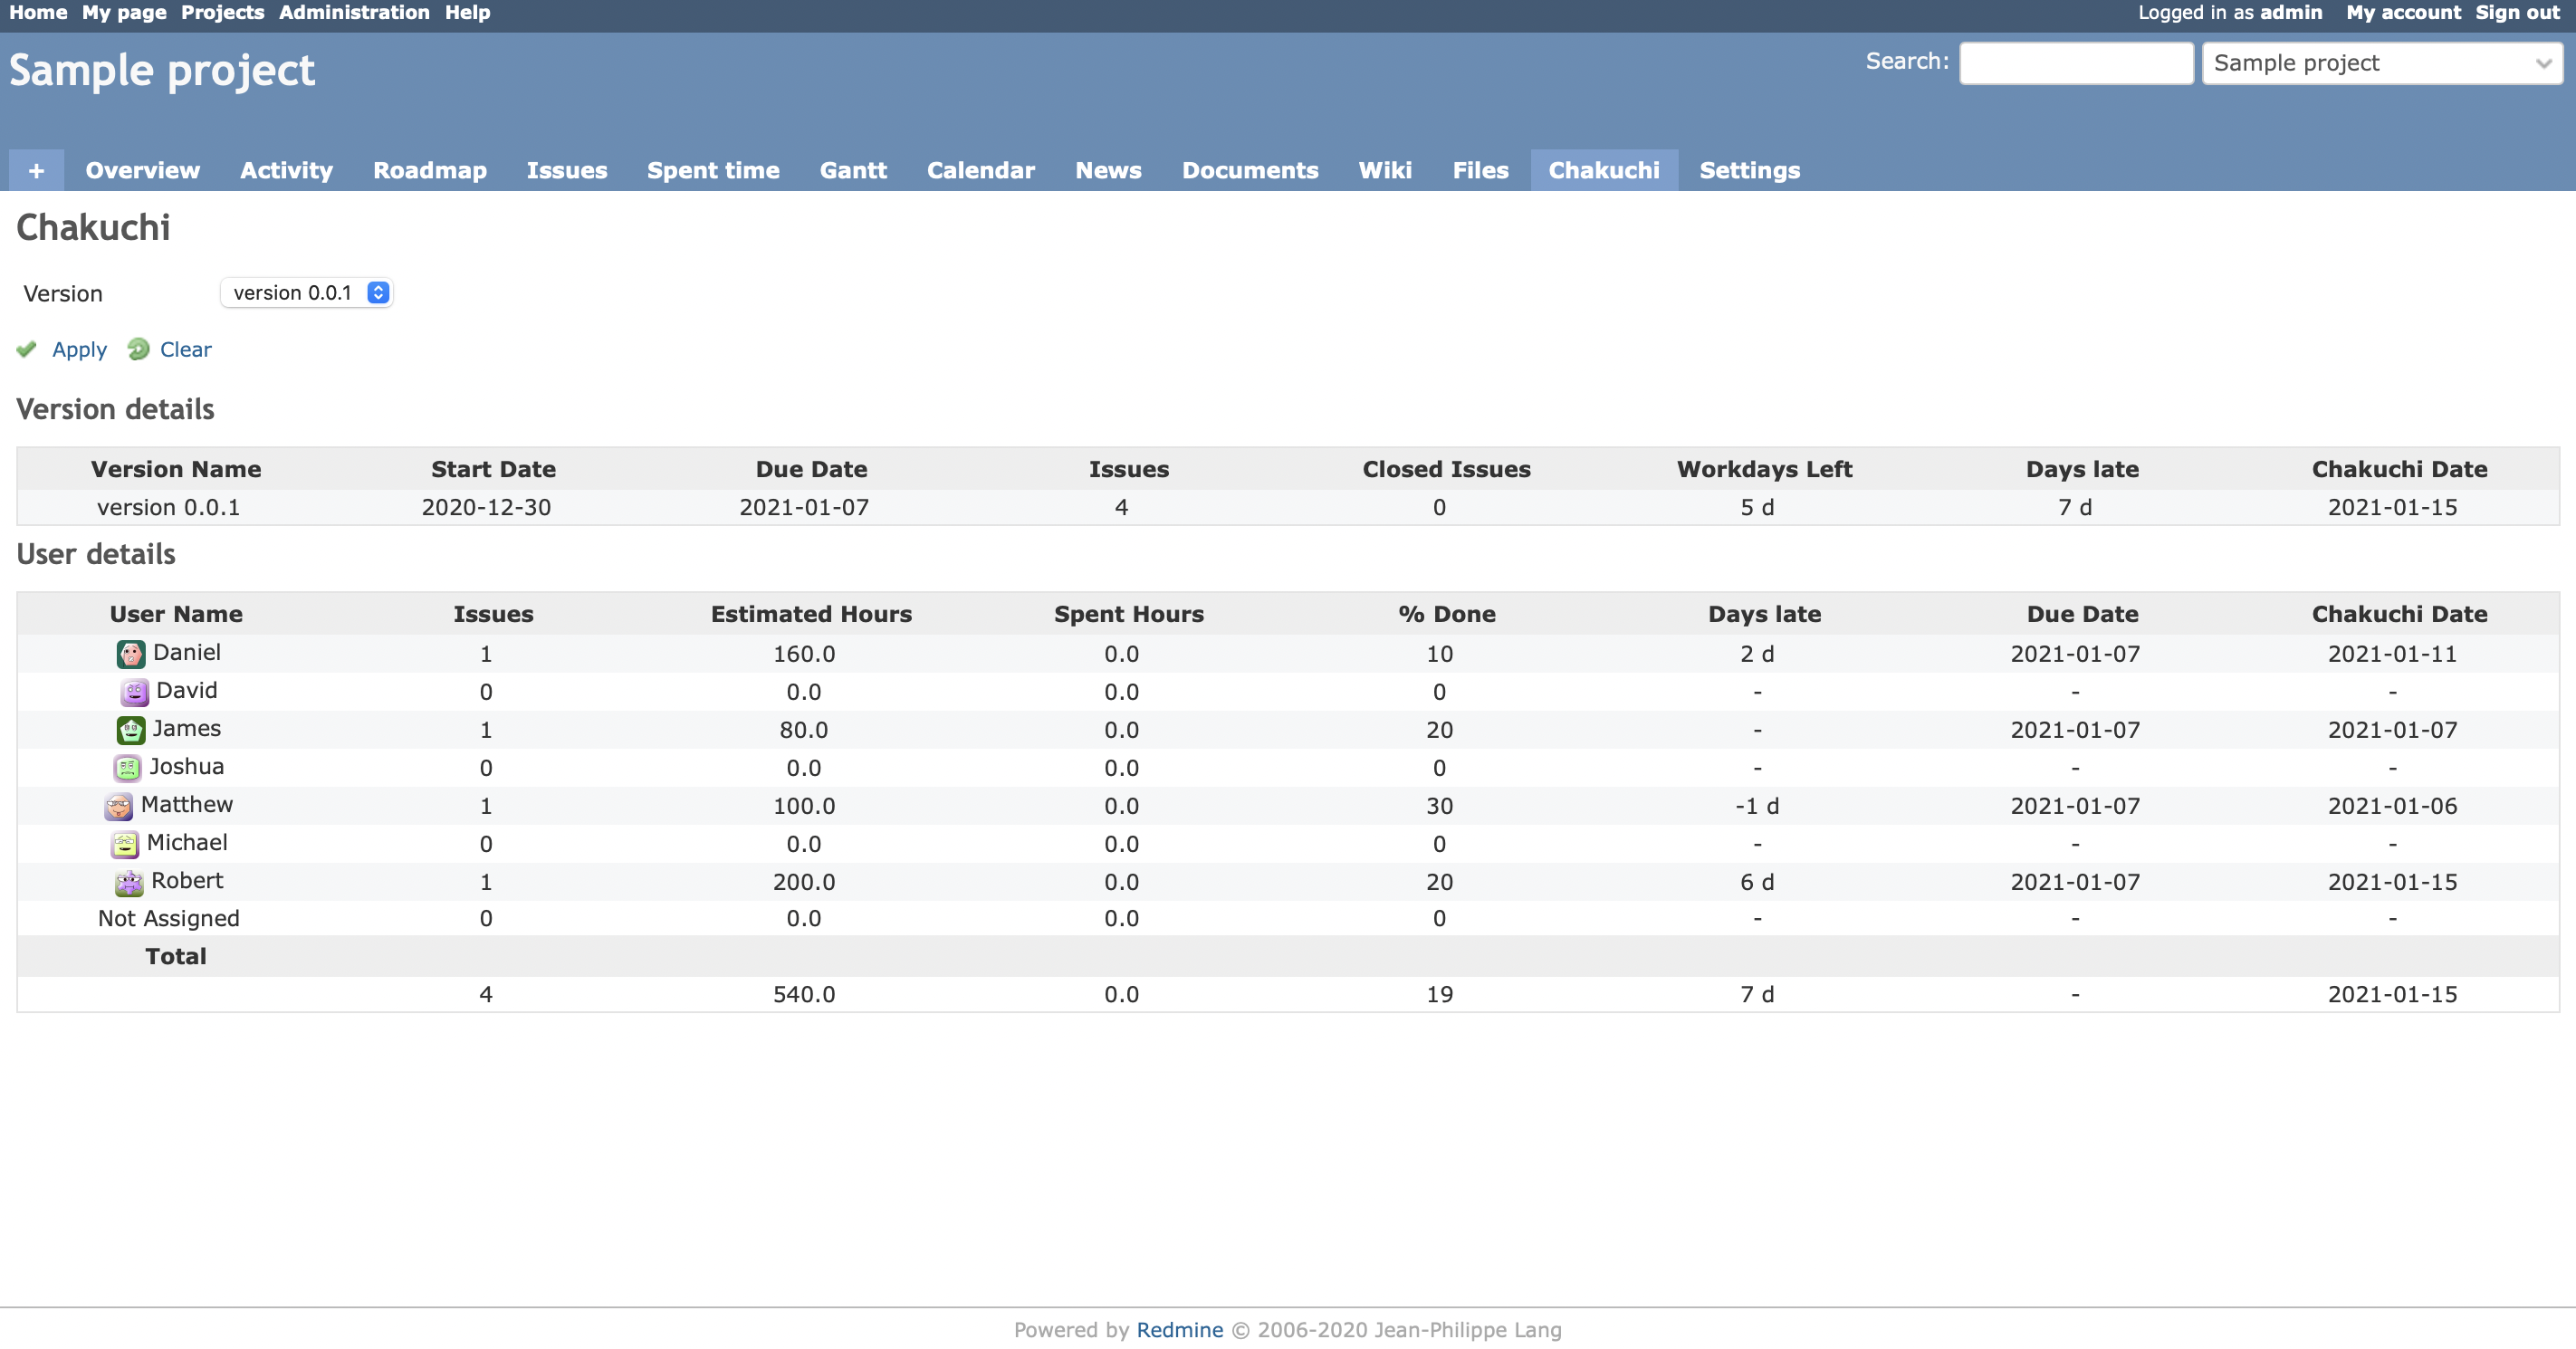 Home My page Projects Administration Help Logged in as admin My account Sign out
Sample project Search: Sample project
+ Overview Activity Roadmap Issues Spent time Gantt Calendar News Documents Wiki Files Chakuchi Settings
Chakuchi
Version version 0.0.1
Apply Clear
Version details
Version Name Start Date Due Date Issues Closed Issues Workdays Left Days late Chakuchi Date
version 0.0.1 2020-12-30 2021-01-07 4 0 5 d 7 d 2021-01-15
User details
User Name Issues Estimated Hours Spent Hours % Done Days late Due Date Chakuchi Date
Daniel 1 160.0 0.0 10 2 d 2021-01-07 2021-01-11
David 0 0.0 0.0 0 - - -
James 1 80.0 0.0 20 - 2021-01-07 2021-01-07
Joshua 0 0.0 0.0 0 - - -
Matthew 1 100.0 0.0 30 -1 d 2021-01-07 2021-01-06
Michael 0 0.0 0.0 0 - - -
Robert 1 200.0 0.0 20 6 d 2021-01-07 2021-01-15
Not Assigned 0 0.0 0.0 0 - - -
Total
4 540.0 0.0 19 7 d - 2021-01-15
Powered by Redmine © 2006-2020 Jean-Philippe Lang